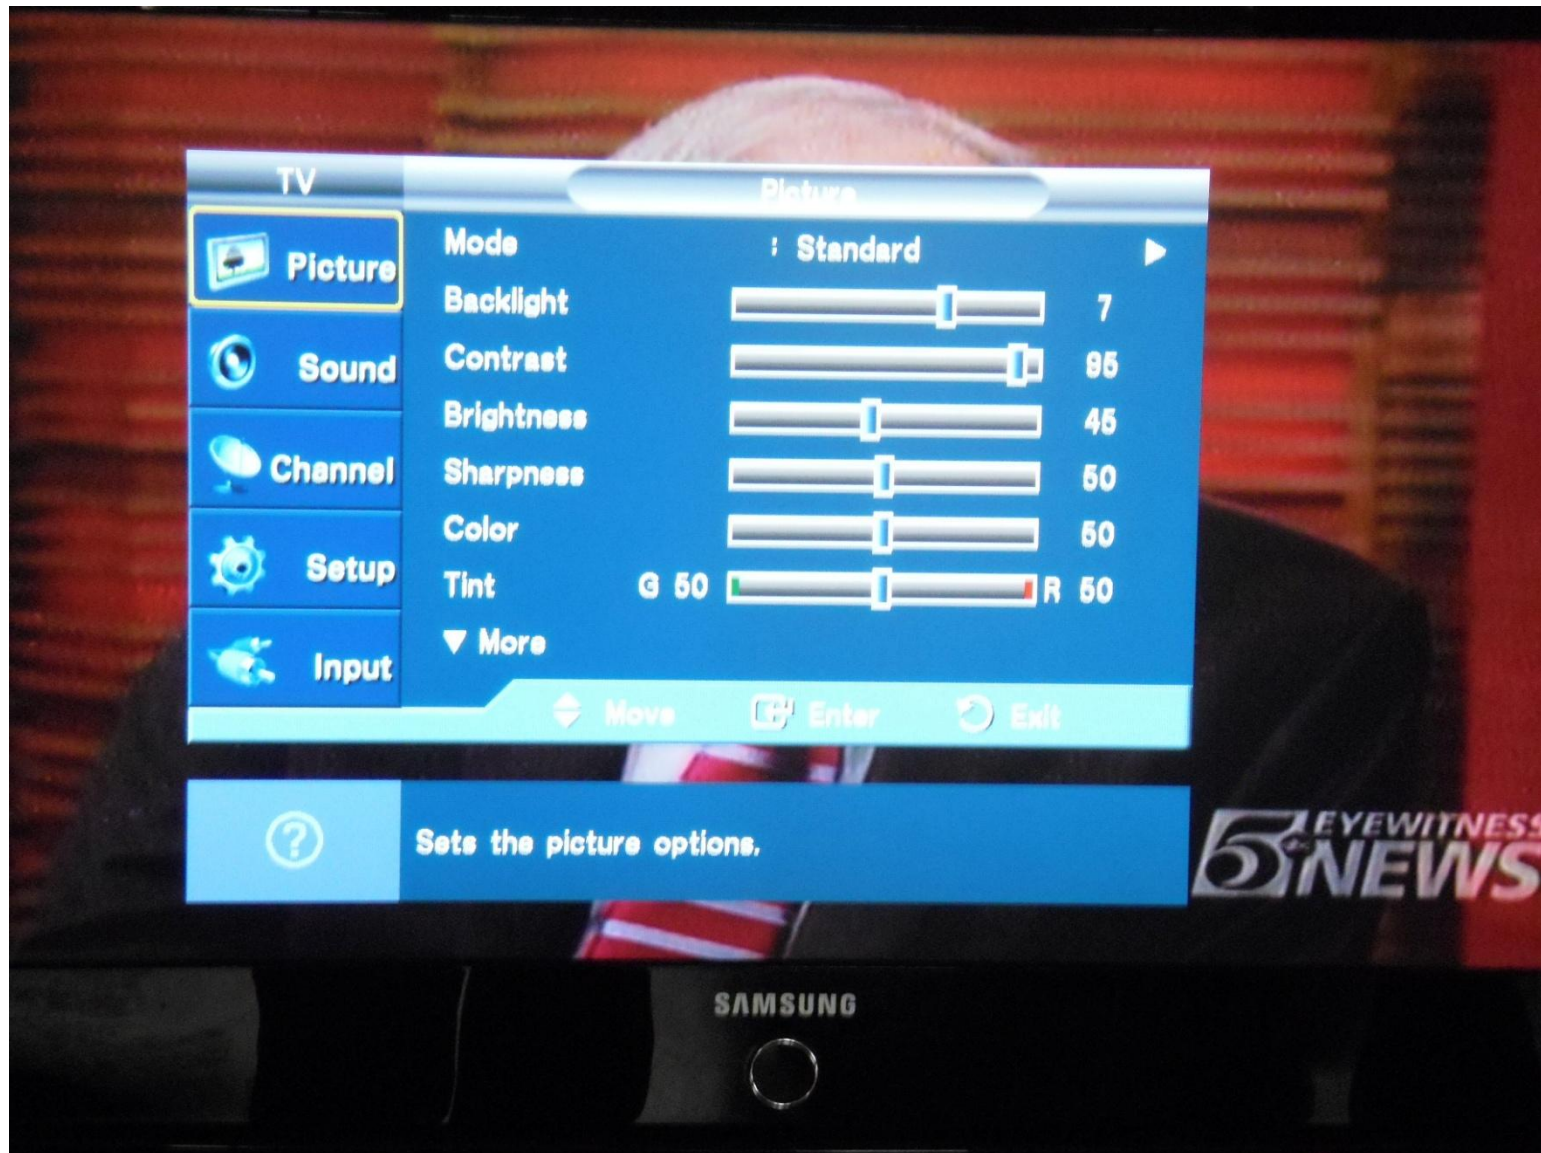 TV
Picture
Picture
Mode : Standard
Backlight 7
Contrast 95
Brightness 45
Sharpness 50
Color 50
Tint G 50 R 50
▼ More
Sound
Channel
Setup
Input
Move Enter Exit
? Sets the picture options.
5 EYEWITNESS
abc NEWS
SAMSUNG